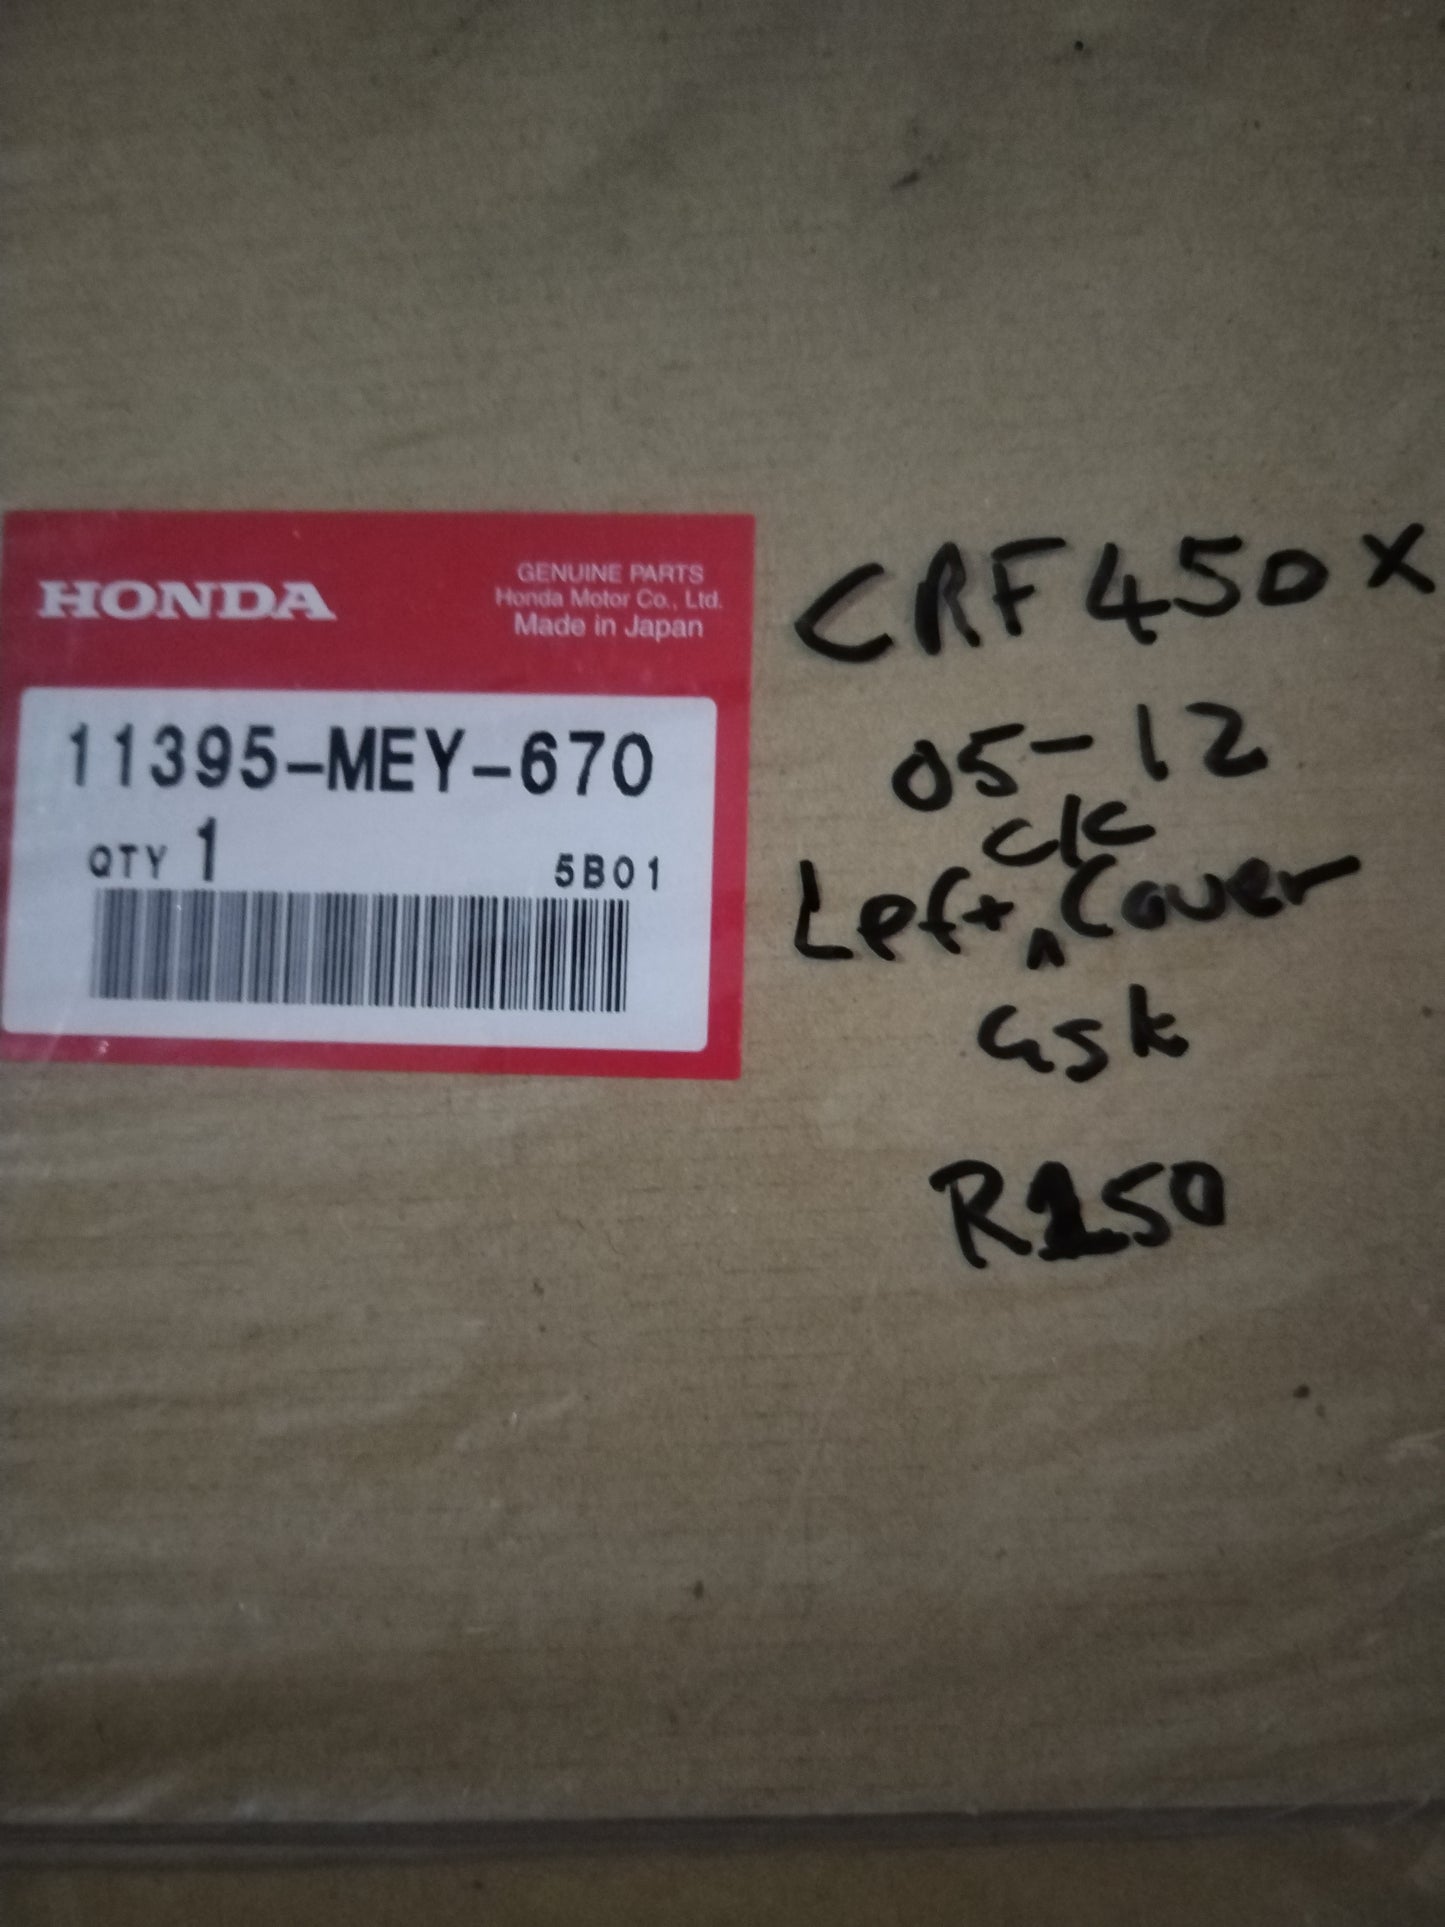 HONDA
GENUINE PARTS
Honda Motor Co., Ltd.
Made in Japan
11395-MEY-670
QTY 1
5B01
CRF450X
05-12
c/c
Left ^ Cover
Gsk
R150